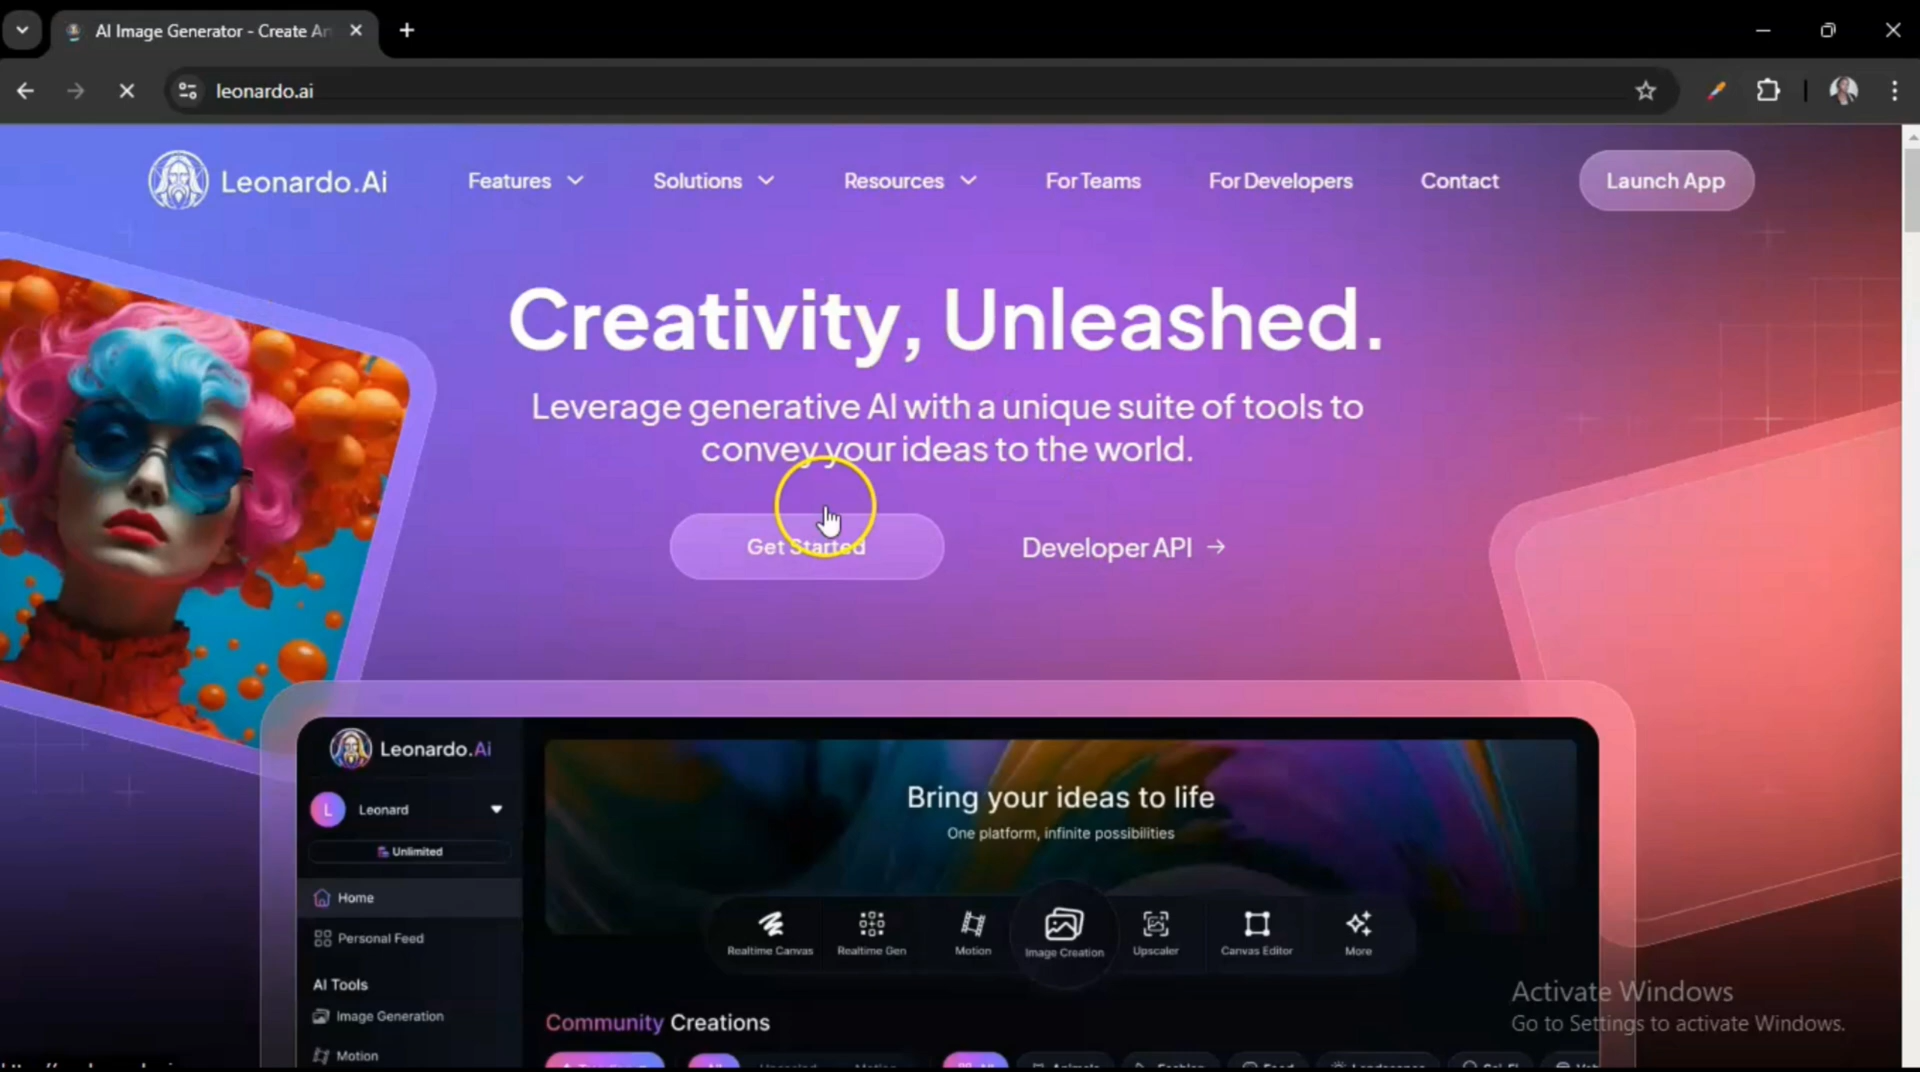 AI Image Generator - Create Ar
leonardo.ai
Leonardo.Ai
Features
Solutions
Resources
For Teams
For Developers
Contact
Launch App
Creativity, Unleashed.
Leverage generative AI with a unique suite of tools to
convey your ideas to the world.
Get Started
Developer API →
Leonardo.Ai
L
Leonard
Unlimited
Home
Personal Feed
AI Tools
Image Generation
Motion
Bring your ideas to life
One platform, infinite possibilities
Realtime Canvas
Realtime Gen
Motion
Image Creation
Upscaler
Canvas Editor
More
Community Creations
Activate Windows
Go to Settings to activate Windows.